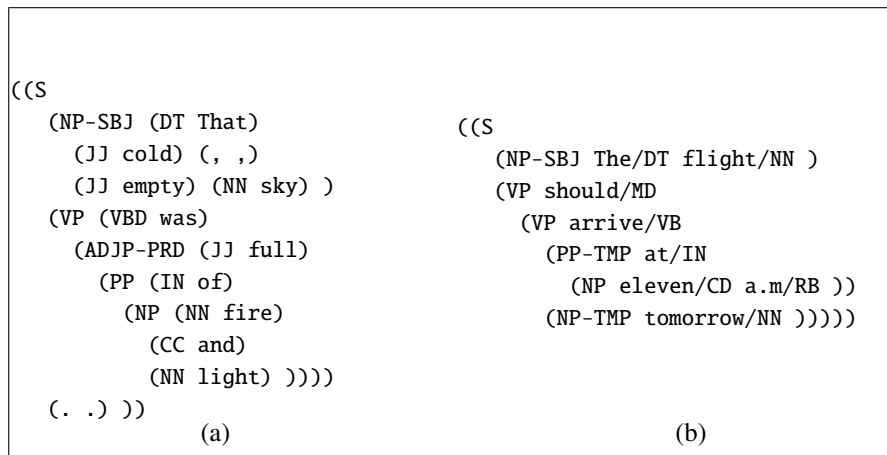 ((S
(NP-SBJ (DT That)
(JJ cold) (, ,)
(JJ empty) (NN sky) )
(VP (VBD was)
(ADJP-PRD (JJ full)
(PP (IN of)
(NP (NN fire)
(CC and)
(NN light) ))))
(. .) ))
(a)
((S
(NP-SBJ The/DT flight/NN )
(VP should/MD
(VP arrive/VB
(PP-TMP at/IN
(NP eleven/CD a.m/RB ))
(NP-TMP tomorrow/NN )))))
(b)